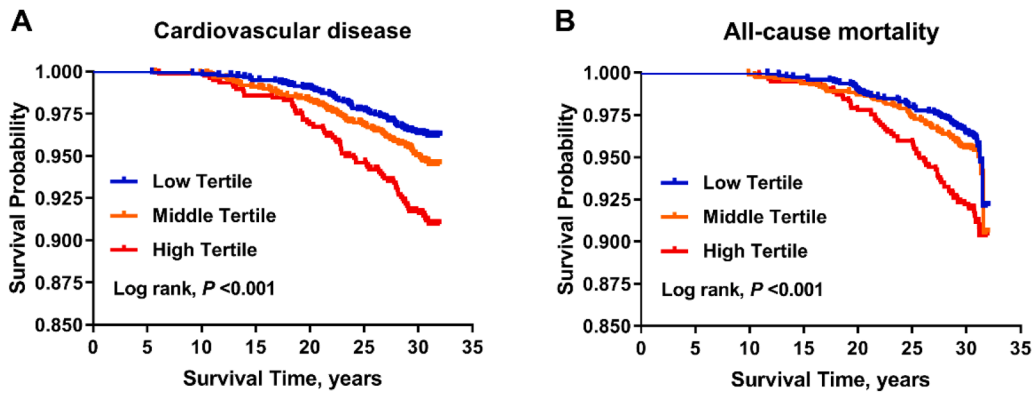 A
Cardiovascular disease
Survival Probability
1.000
0.975
0.950
0.925
0.900
0.875
0.850
Low Tertile
Middle Tertile
High Tertile
Log rank, P <0.001
0 5 10 15 20 25 30 35
Survival Time, years
B
All-cause mortality
Survival Probability
1.000
0.975
0.950
0.925
0.900
0.875
0.850
Low Tertile
Middle Tertile
High Tertile
Log rank, P <0.001
0 5 10 15 20 25 30 35
Survival Time, years